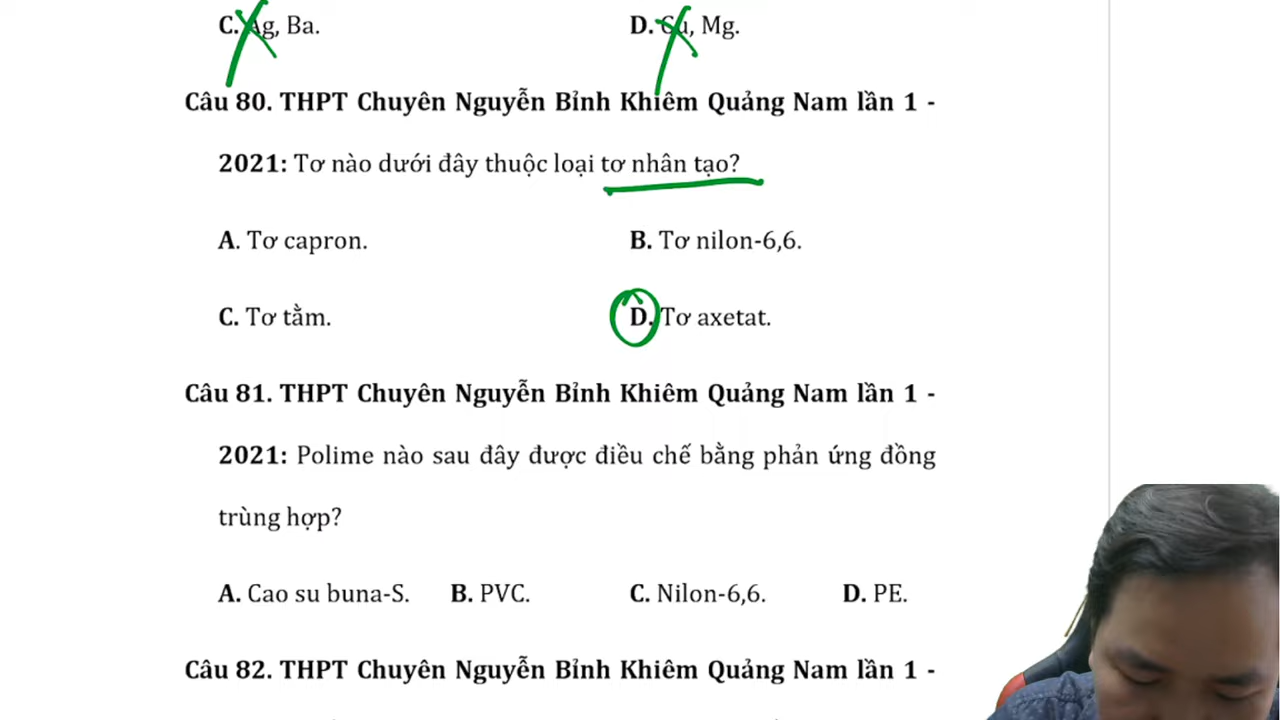 C. Ag, Ba. D. Cu, Mg.
Câu 80. THPT Chuyên Nguyễn Bỉnh Khiêm Quảng Nam lần 1 -
2021: Tơ nào dưới đây thuộc loại tơ nhân tạo?
A. Tơ capron. B. Tơ nilon-6,6.
C. Tơ tằm. D. Tơ axetat.
Câu 81. THPT Chuyên Nguyễn Bỉnh Khiêm Quảng Nam lần 1 -
2021: Polime nào sau đây được điều chế bằng phản ứng đồng
trùng hợp?
A. Cao su buna-S. B. PVC. C. Nilon-6,6. D. PE.
Câu 82. THPT Chuyên Nguyễn Bỉnh Khiêm Quảng Nam lần 1 -